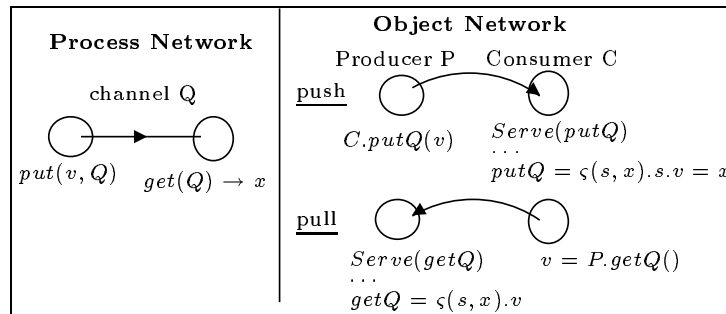 Process Network
channel Q
put(v, Q)
get(Q) → x
Object Network
Producer P
Consumer C
push
C.putQ(v)
Serve(putQ)
...
putQ = ς(s, x).s.v = x
pull
Serve(getQ)
...
getQ = ς(s, x).v
v = P.getQ()